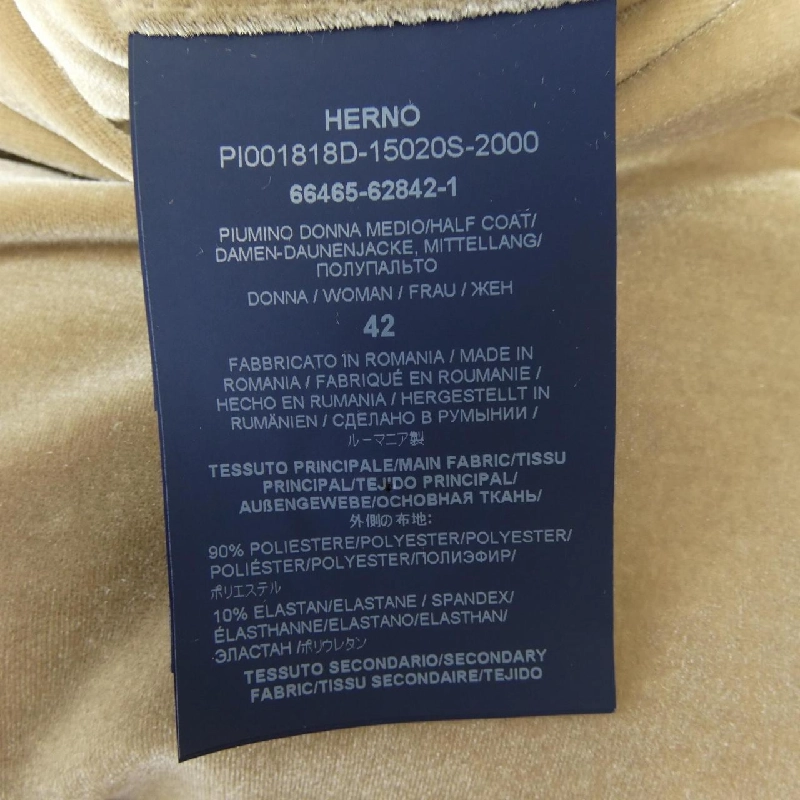 HERNO
PI001818D-15020S-2000
66465-62842-1
PIUMINO DONNA MEDIO/HALF COAT/
DAMEN-DAUNENJACKE, MITTELLANG/
ПОЛУПАЛЬТО
DONNA / WOMAN / FRAU / ЖЕН
42
FABBRICATO IN ROMANIA / MADE IN
ROMANIA / FABRIQUÉ EN ROUMANIE /
HECHO EN RUMANIA / HERGESTELLT IN
RUMÄNIEN / СДЕЛАНО В РУМЫНИИ /
ルーマニア製
TESSUTO PRINCIPALE/MAIN FABRIC/TISSU
PRINCIPAL/TEJIDO PRINCIPAL/
AUßENGEWEBE/ОСНОВНАЯ ТКАНЬ/
外側の布地:
90% POLIESTERE/POLYESTER/POLYESTER/
POLIÉSTER/POLYESTER/ПОЛИЭФИР/
ポリエステル
10% ELASTAN/ELASTANE / SPANDEX/
ÉLASTHANNE/ELASTANO/ELASTHAN/
ЭЛАСТАН /ポリウレタン
TESSUTO SECONDARIO/SECONDARY
FABRIC/TISSU SECONDAIRE/TEJIDO